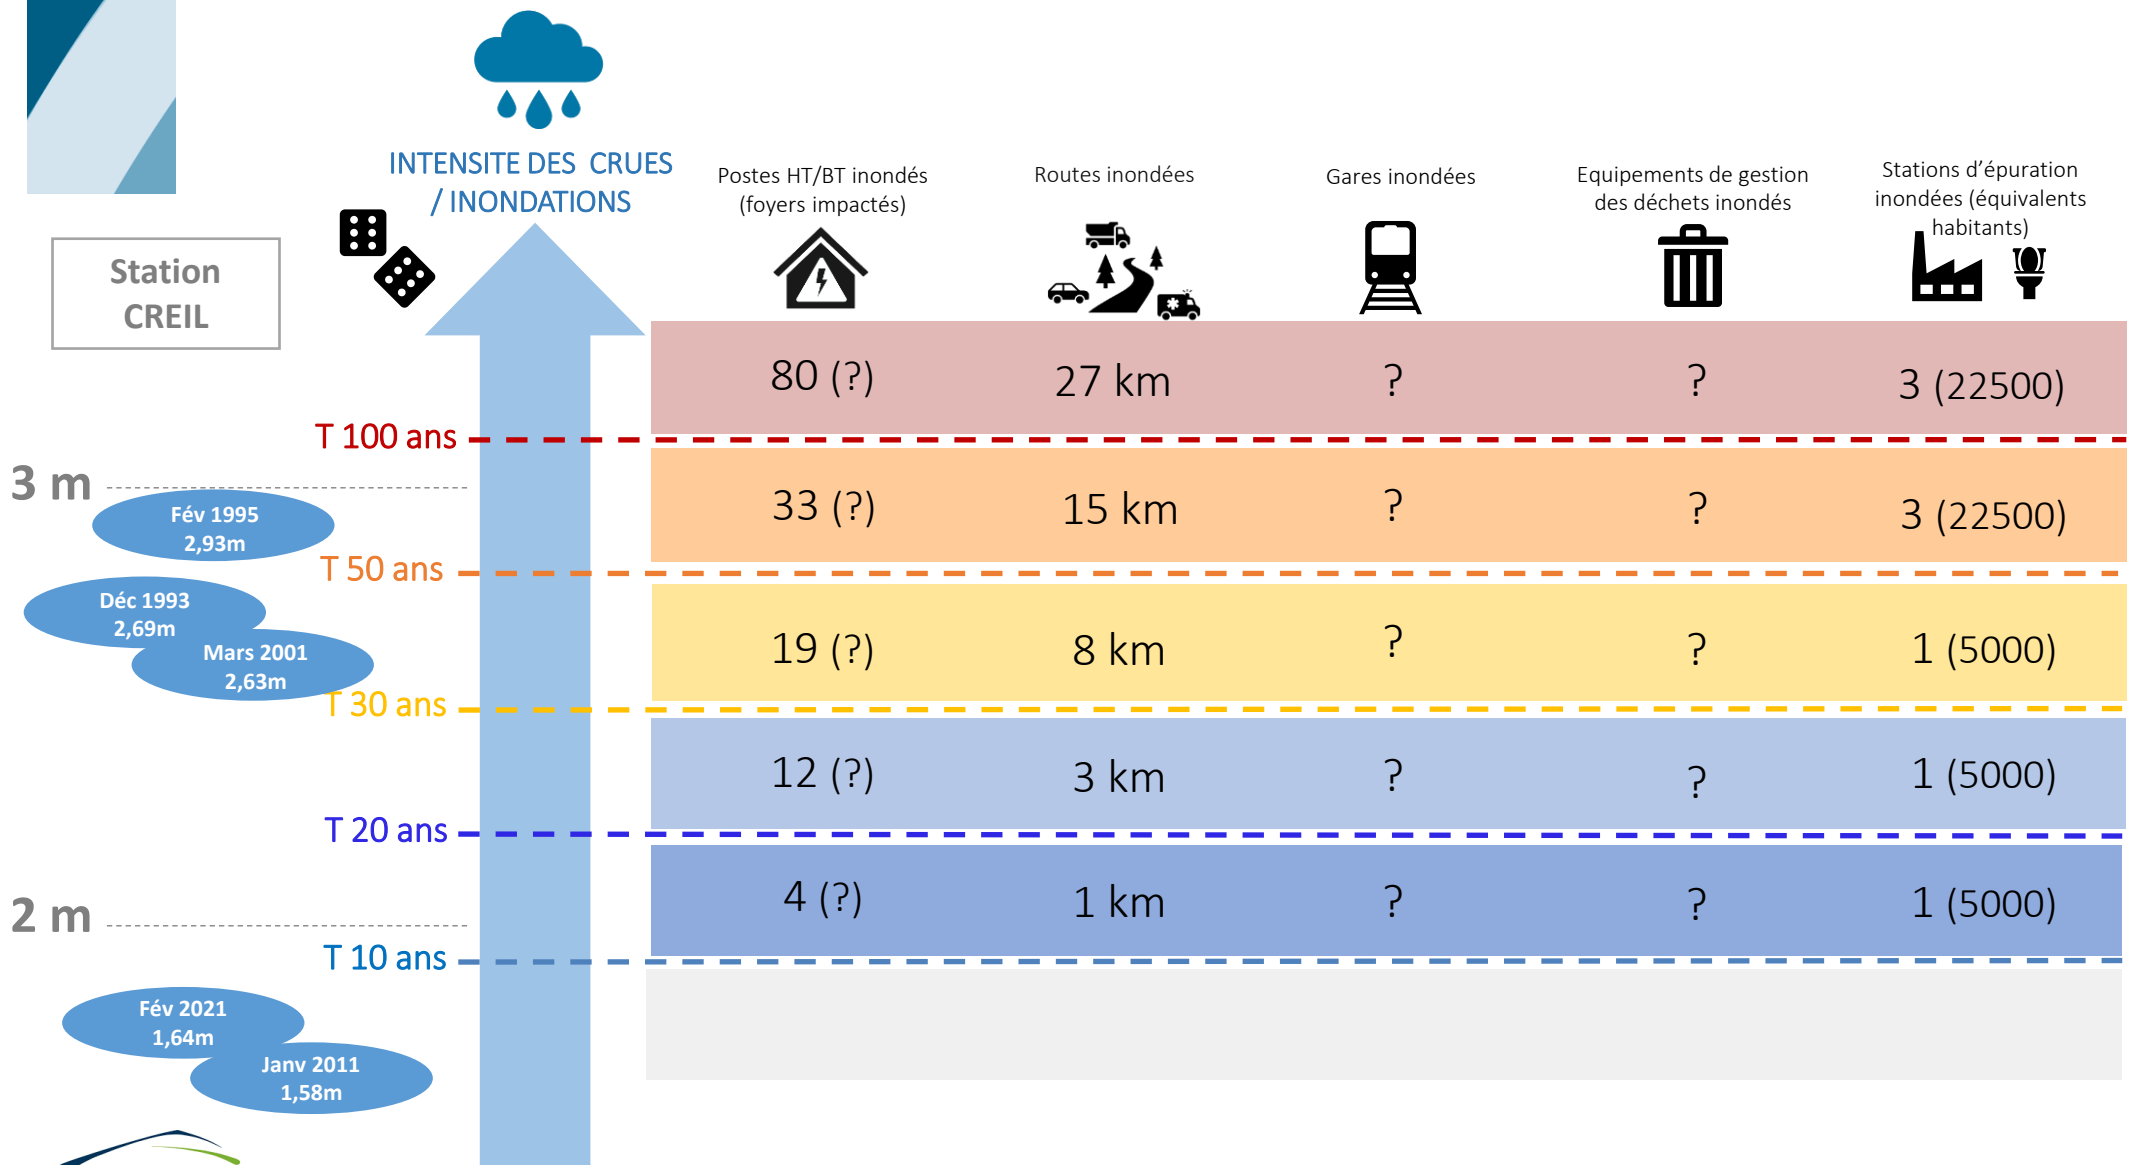 INTENSITE DES CRUES
/ INONDATIONS
Station
CREIL
Postes HT/BT inondés
(foyers impactés)
Routes inondées
Gares inondées
Equipements de gestion
des déchets inondés
Stations d'épuration
inondées (équivalents
habitants)
80 (?)
27 km
?
?
3 (22500)
T 100 ans
3 m
Fév 1995
2,93m
33 (?)
15 km
?
?
3 (22500)
T 50 ans
Déc 1993
2,69m
Mars 2001
2,63m
19 (?)
8 km
?
?
1 (5000)
T 30 ans
12 (?)
3 km
?
?
1 (5000)
T 20 ans
2 m
4 (?)
1 km
?
?
1 (5000)
T 10 ans
Fév 2021
1,64m
Janv 2011
1,58m